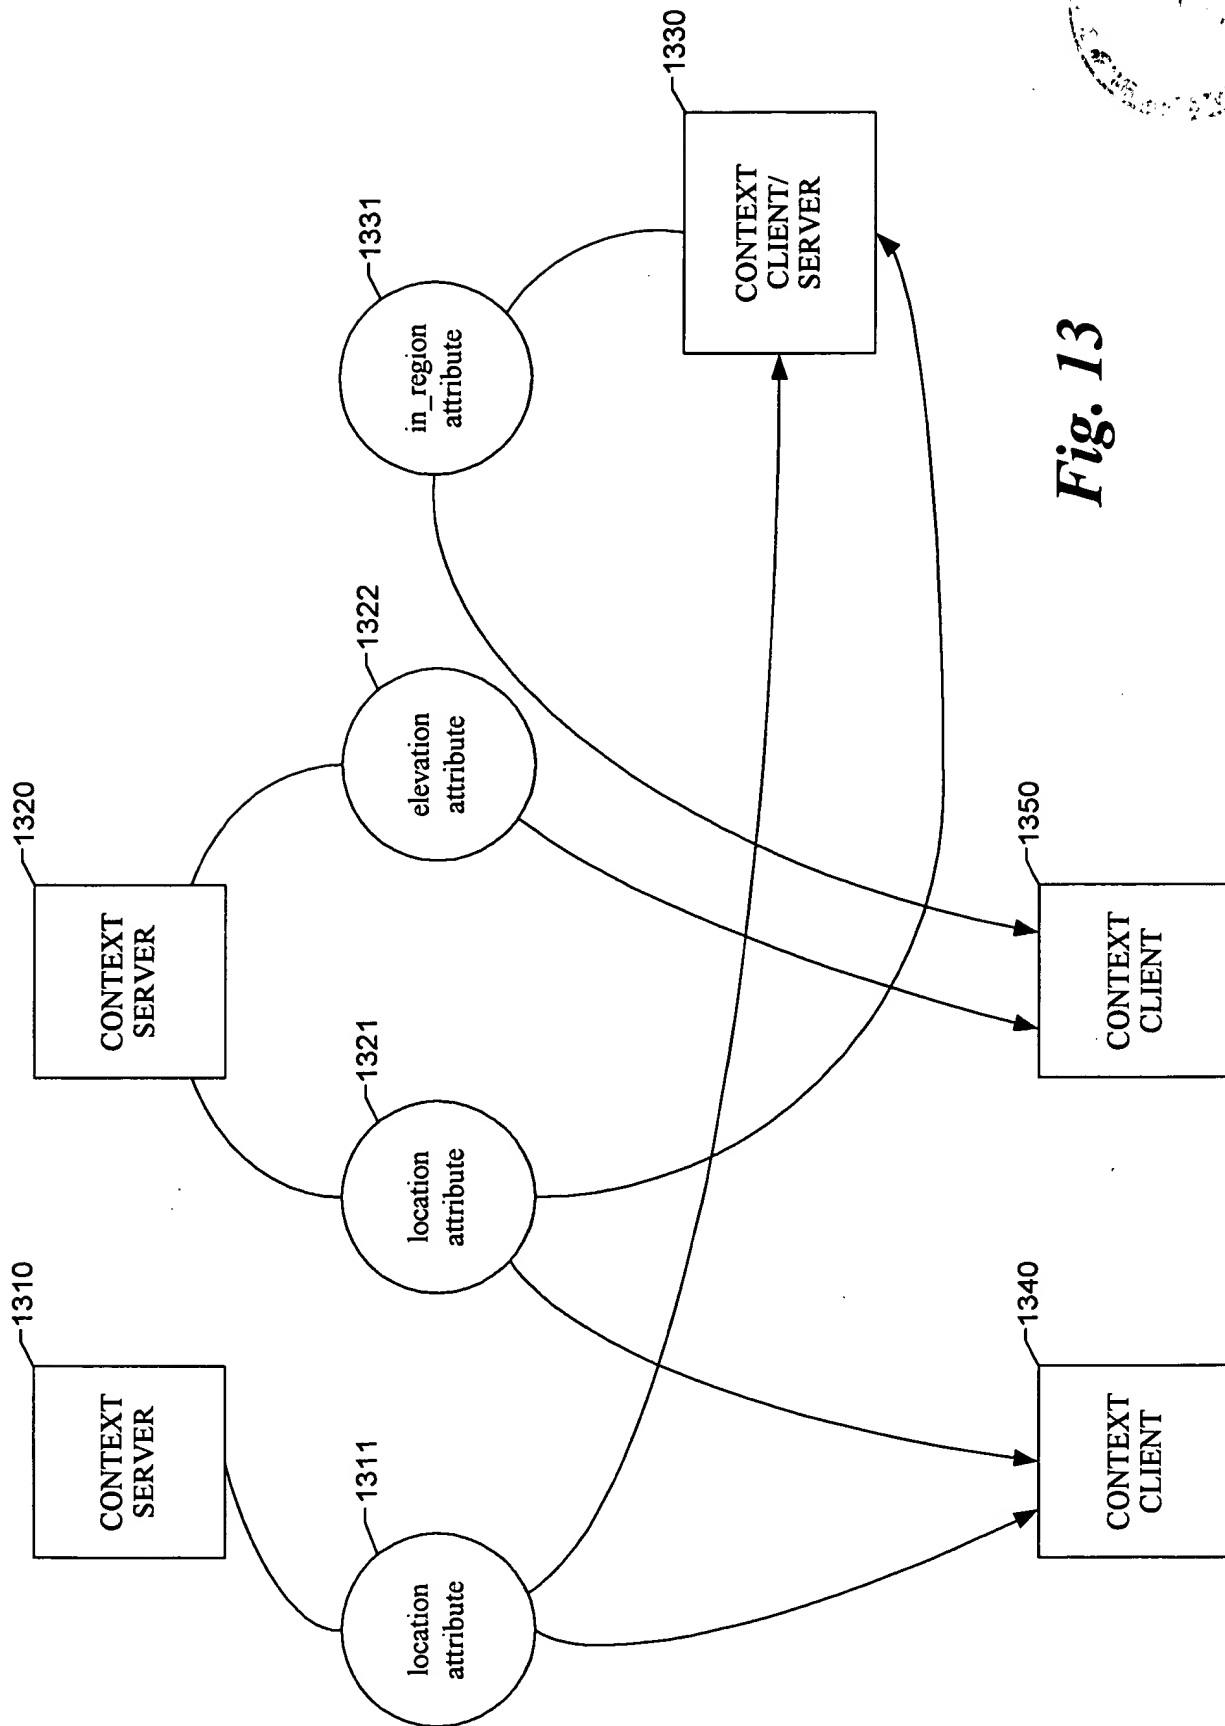 1310
CONTEXT
SERVER
1320
CONTEXT
SERVER
1311
location
attribute
1321
location
attribute
1322
elevation
attribute
1331
in_region
attribute
1330
CONTEXT
CLIENT/
SERVER
1340
CONTEXT
CLIENT
1350
CONTEXT
CLIENT
Fig. 13